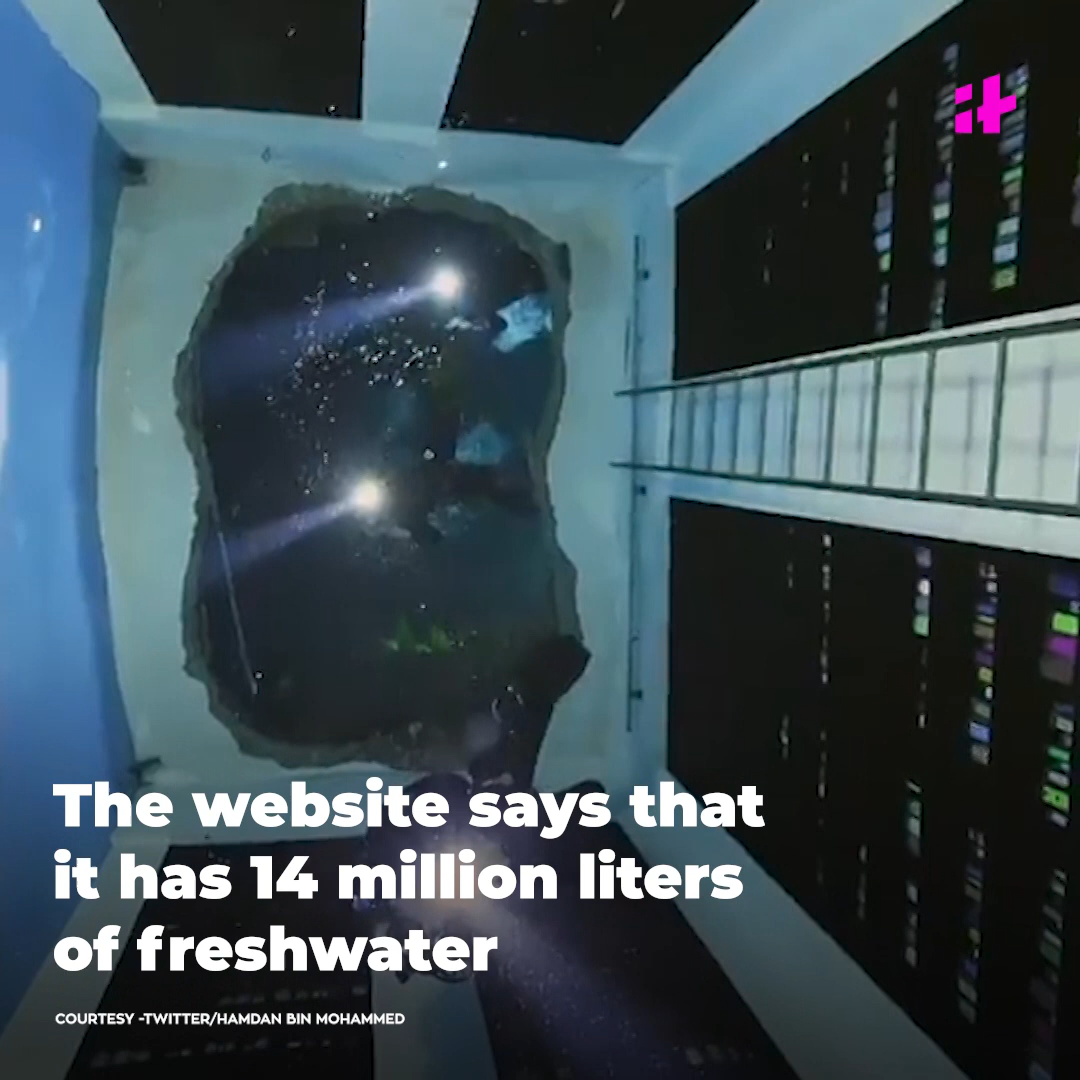 The website says that
it has 14 million liters
of freshwater
COURTESY -TWITTER/HAMDAN BIN MOHAMMED